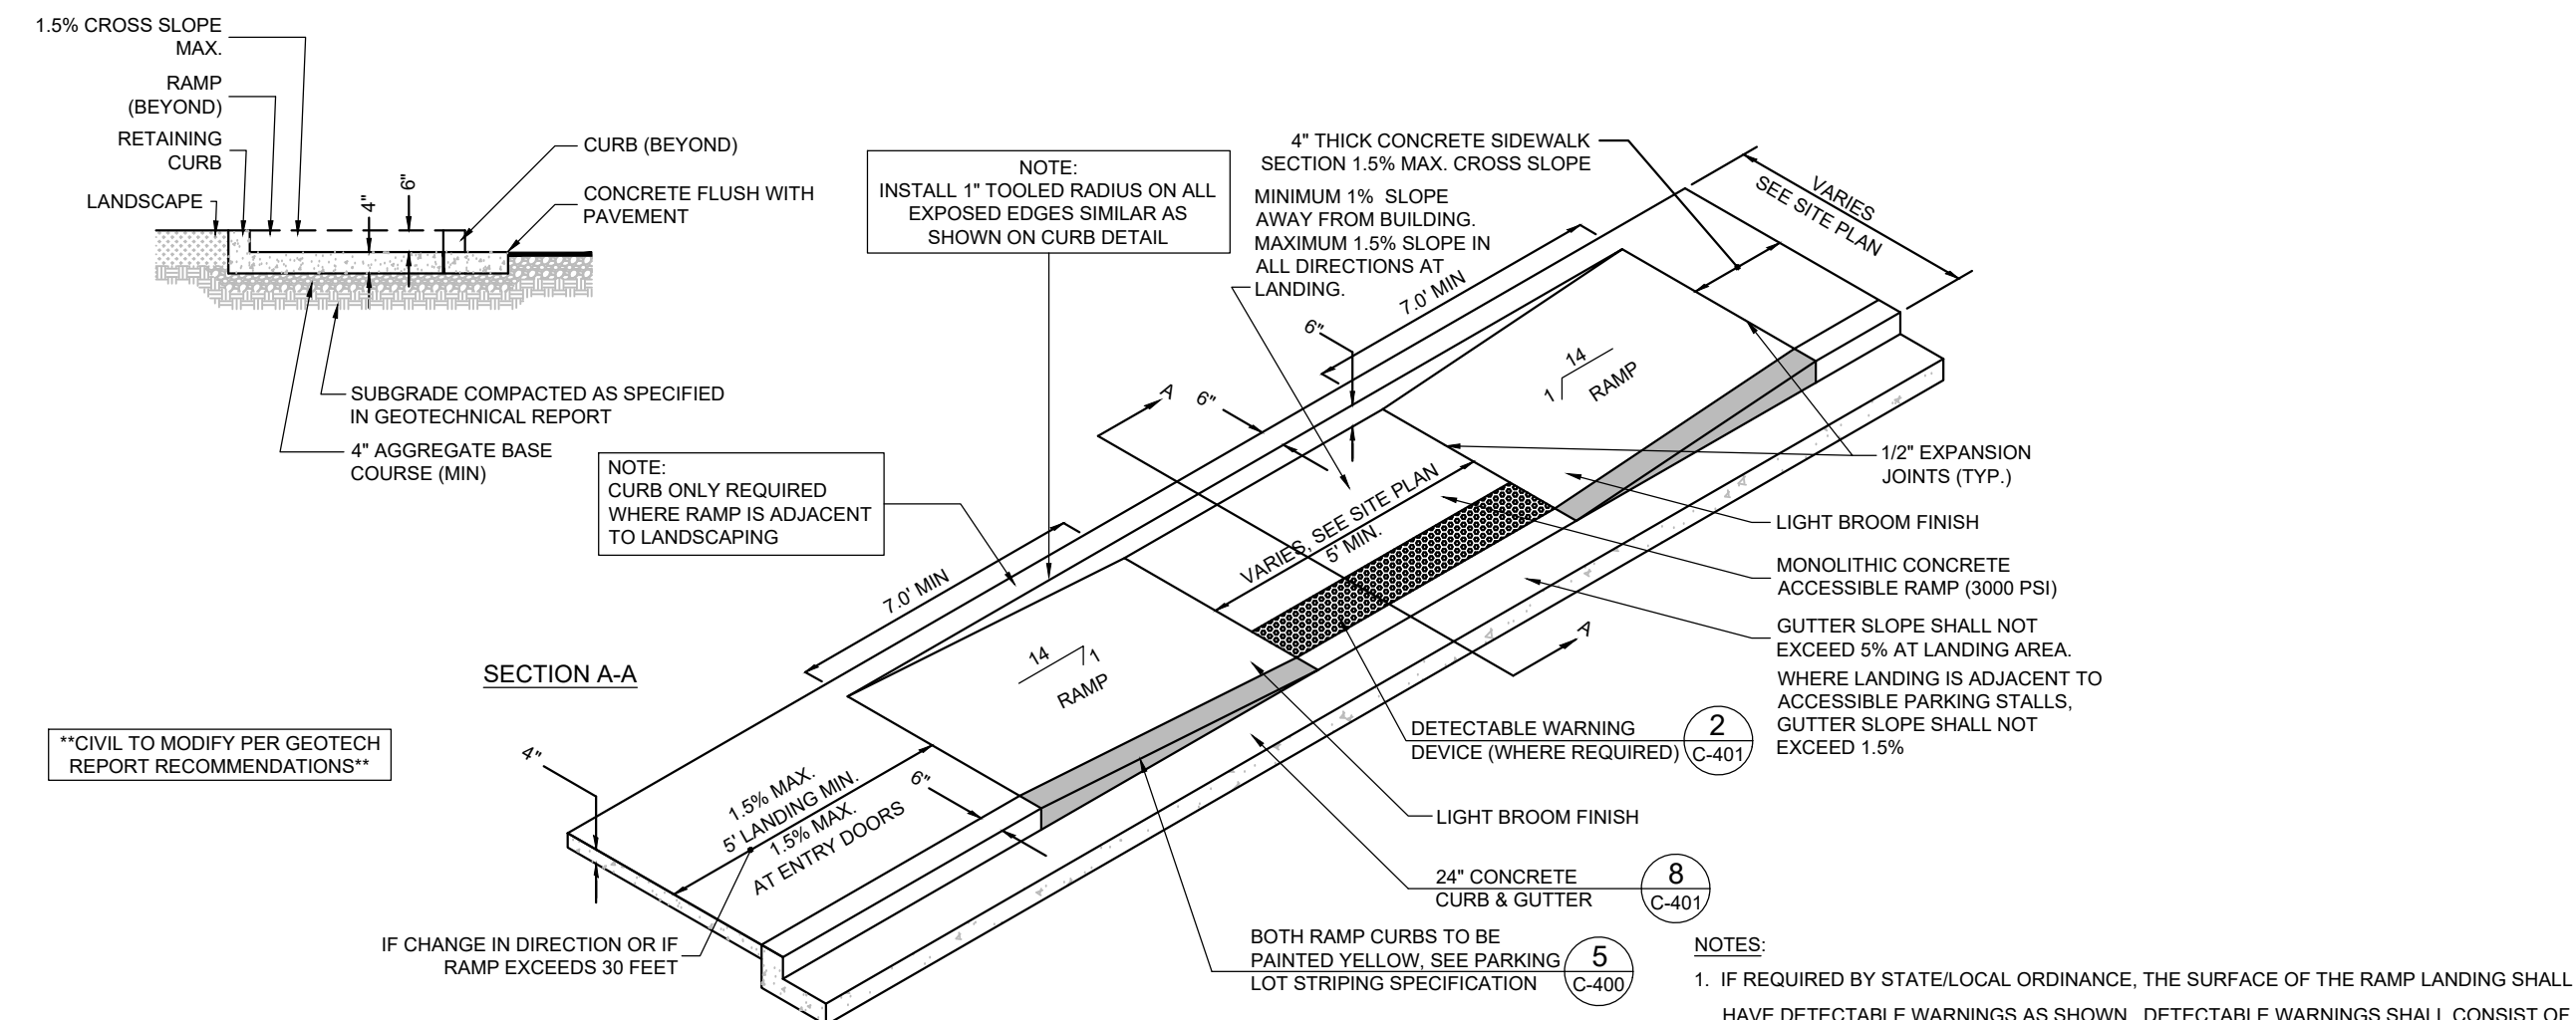 1.5% CROSS SLOPE
MAX.
RAMP
(BEYOND)
RETAINING
CURB
LANDSCAPE
4"
6"
CURB (BEYOND)
CONCRETE FLUSH WITH
PAVEMENT
SUBGRADE COMPACTED AS SPECIFIED
IN GEOTECHNICAL REPORT
4" AGGREGATE BASE
COURSE (MIN)
SECTION A-A
**CIVIL TO MODIFY PER GEOTECH
REPORT RECOMMENDATIONS**
NOTE:
INSTALL 1" TOOLED RADIUS ON ALL
EXPOSED EDGES SIMILAR AS
SHOWN ON CURB DETAIL
NOTE:
CURB ONLY REQUIRED
WHERE RAMP IS ADJACENT
TO LANDSCAPING
4" THICK CONCRETE SIDEWALK
SECTION 1.5% MAX. CROSS SLOPE
MINIMUM 1% SLOPE
AWAY FROM BUILDING.
MAXIMUM 1.5% SLOPE IN
ALL DIRECTIONS AT
LANDING.
VARIES
SEE SITE PLAN
7.0' MIN
6"
6"
A
14
1
RAMP
VARIES, SEE SITE PLAN
5' MIN.
7.0' MIN
14
1
RAMP
A
1/2" EXPANSION
JOINTS (TYP.)
LIGHT BROOM FINISH
MONOLITHIC CONCRETE
ACCESSIBLE RAMP (3000 PSI)
GUTTER SLOPE SHALL NOT
EXCEED 5% AT LANDING AREA.
WHERE LANDING IS ADJACENT TO
ACCESSIBLE PARKING STALLS,
GUTTER SLOPE SHALL NOT
EXCEED 1.5%
DETECTABLE WARNING
DEVICE (WHERE REQUIRED)
2
C-401
LIGHT BROOM FINISH
24" CONCRETE
CURB & GUTTER
8
C-401
BOTH RAMP CURBS TO BE
PAINTED YELLOW, SEE PARKING
LOT STRIPING SPECIFICATION
5
C-400
4"
1.5% MAX.
5' LANDING MIN.
1.5% MAX.
AT ENTRY DOORS
6"
IF CHANGE IN DIRECTION OR IF
RAMP EXCEEDS 30 FEET
NOTES:
1. IF REQUIRED BY STATE/LOCAL ORDINANCE, THE SURFACE OF THE RAMP LANDING SHALL
HAVE DETECTABLE WARNINGS AS SHOWN. DETECTABLE WARNINGS SHALL CONSIST OF